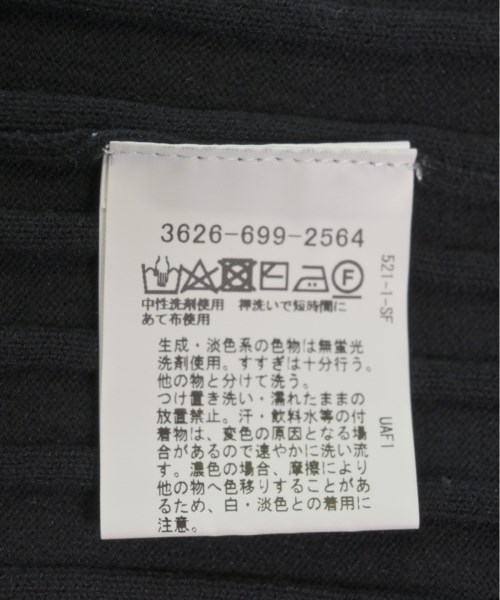 3626-699-2564
F
中性洗剤使用 押洗いで短時間に
あて布使用
生成・淡色系の色物は無蛍光
洗剤使用。すすぎは十分行う。
他の物と分けて洗う。
つけ置き洗い・濡れたままの
放置禁止。汗・飲料水等の付
着物は、変色の原因となる場
合があるので速やかに洗い流
す。濃色の場合、摩擦により
他の物へ色移りすることがあ
るため、白・淡色との着用に
注意。
521-1-SF
UAF1